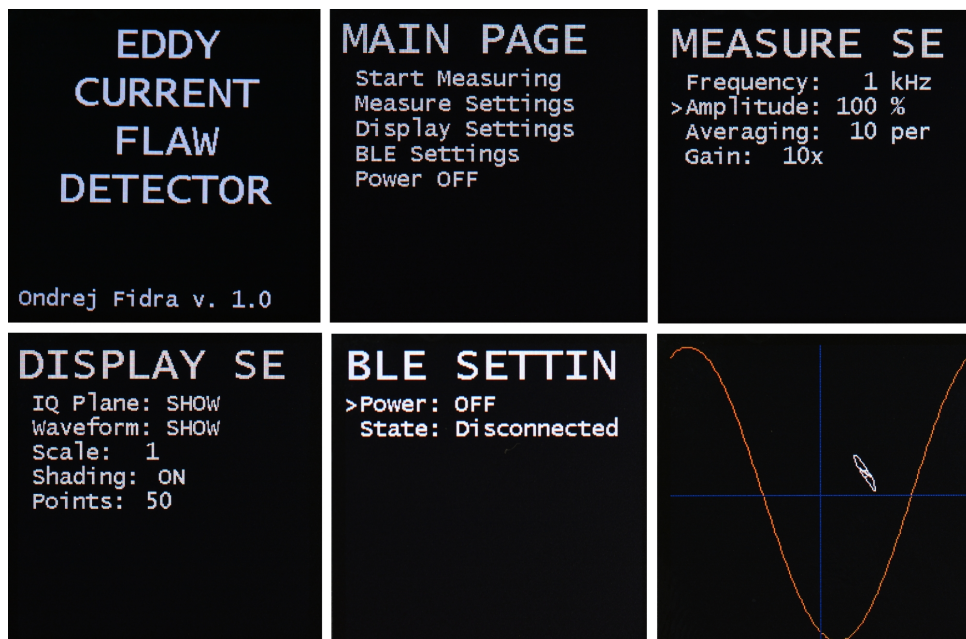 EDDY
CURRENT
FLAW
DETECTOR
Ondrej Fidra v. 1.0
MAIN PAGE
Start Measuring
Measure Settings
Display Settings
BLE Settings
Power OFF
MEASURE SE
Frequency: 1 kHz
>Amplitude: 100 %
Averaging: 10 per
Gain: 10x
DISPLAY SE
IQ Plane: SHOW
Waveform: SHOW
Scale: 1
Shading: ON
Points: 50
BLE SETTIN
>Power: OFF
State: Disconnected